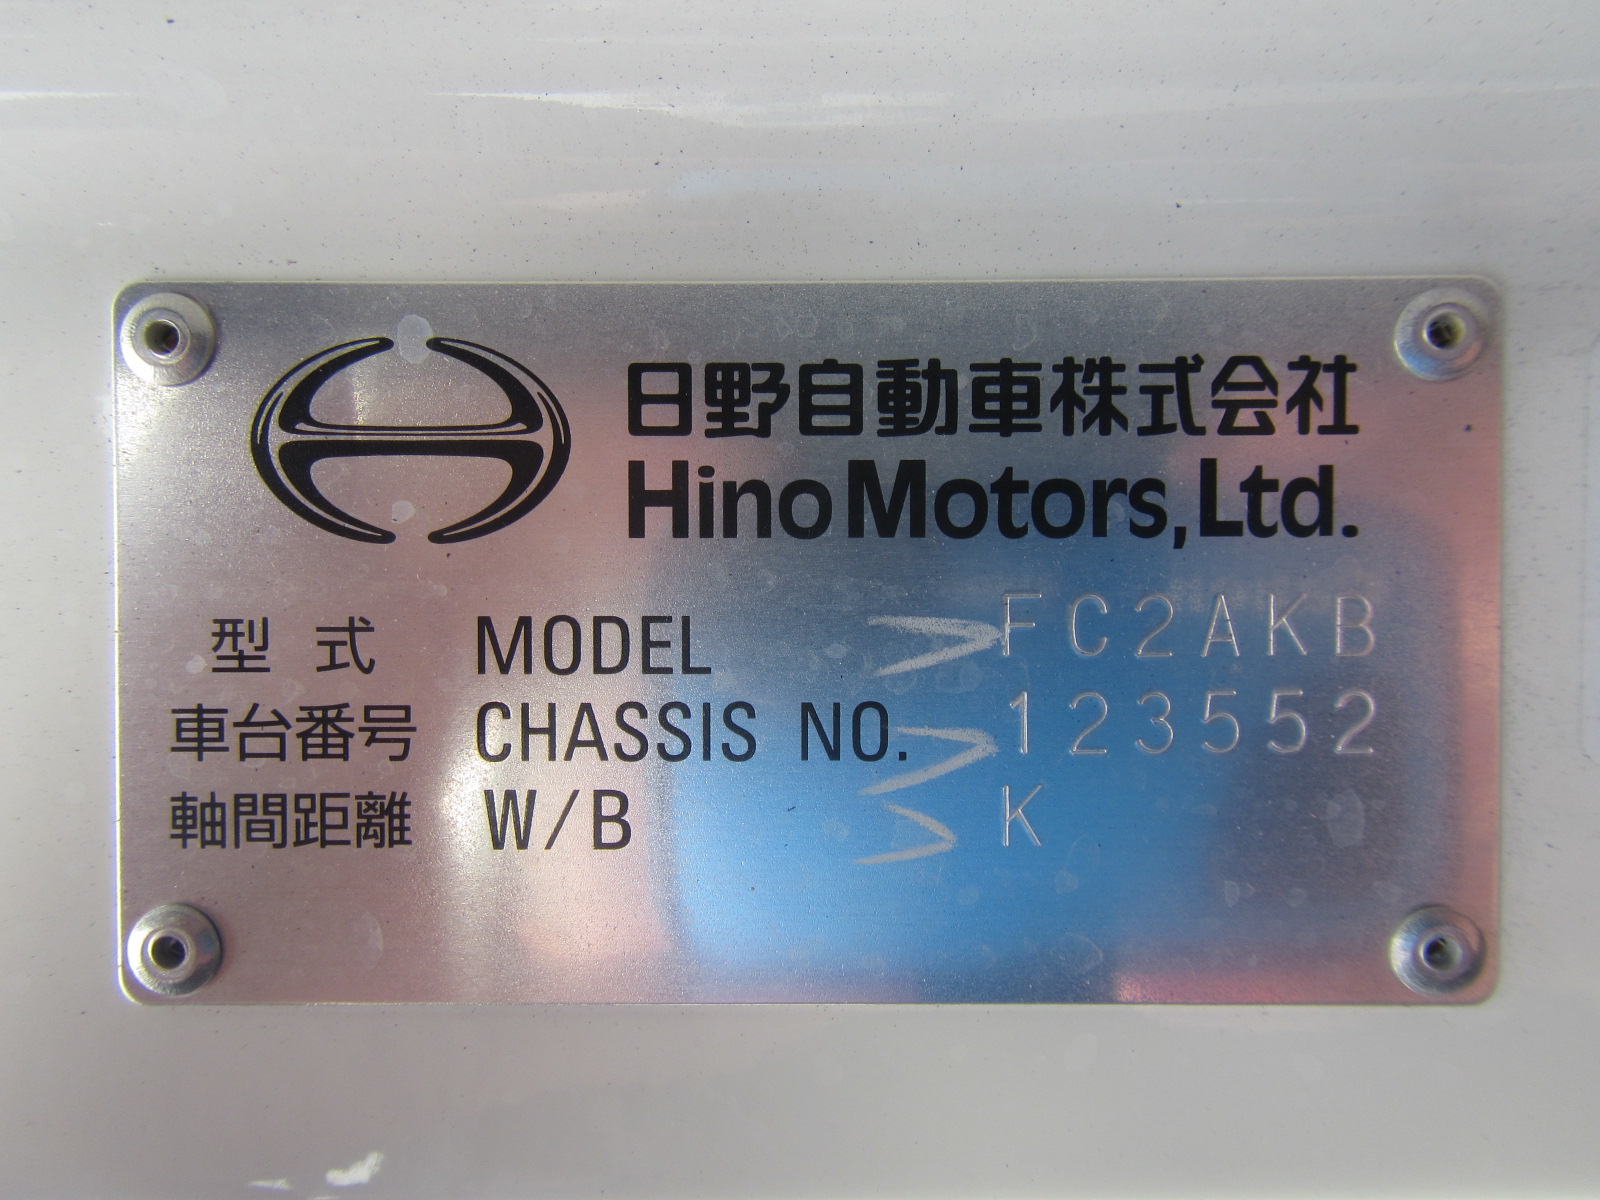 日野自動車株式会社
Hino Motors,Ltd.
型 式 MODEL FC2AKB
車台番号 CHASSIS NO. 123552
軸間距離 W/B K